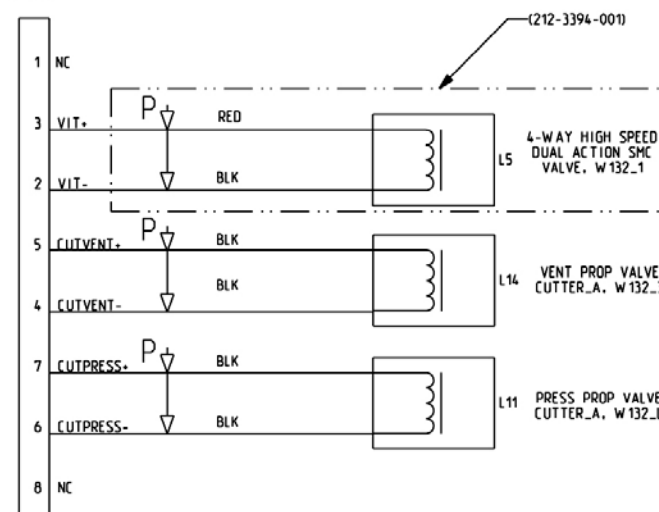 (212-3394-001)
1 NC
3 VIT+ P RED
2 VIT- BLK
L5 4-WAY HIGH SPEED
DUAL ACTION SMC
VALVE, W132_1
5 CUTVENT+ P BLK
4 CUTVENT- BLK
L14 VENT PROP VALVE
CUTTER_A, W132_
7 CUTPRESS+ P BLK
6 CUTPRESS- BLK
L11 PRESS PROP VALVE
CUTTER_A, W132_
8 NC